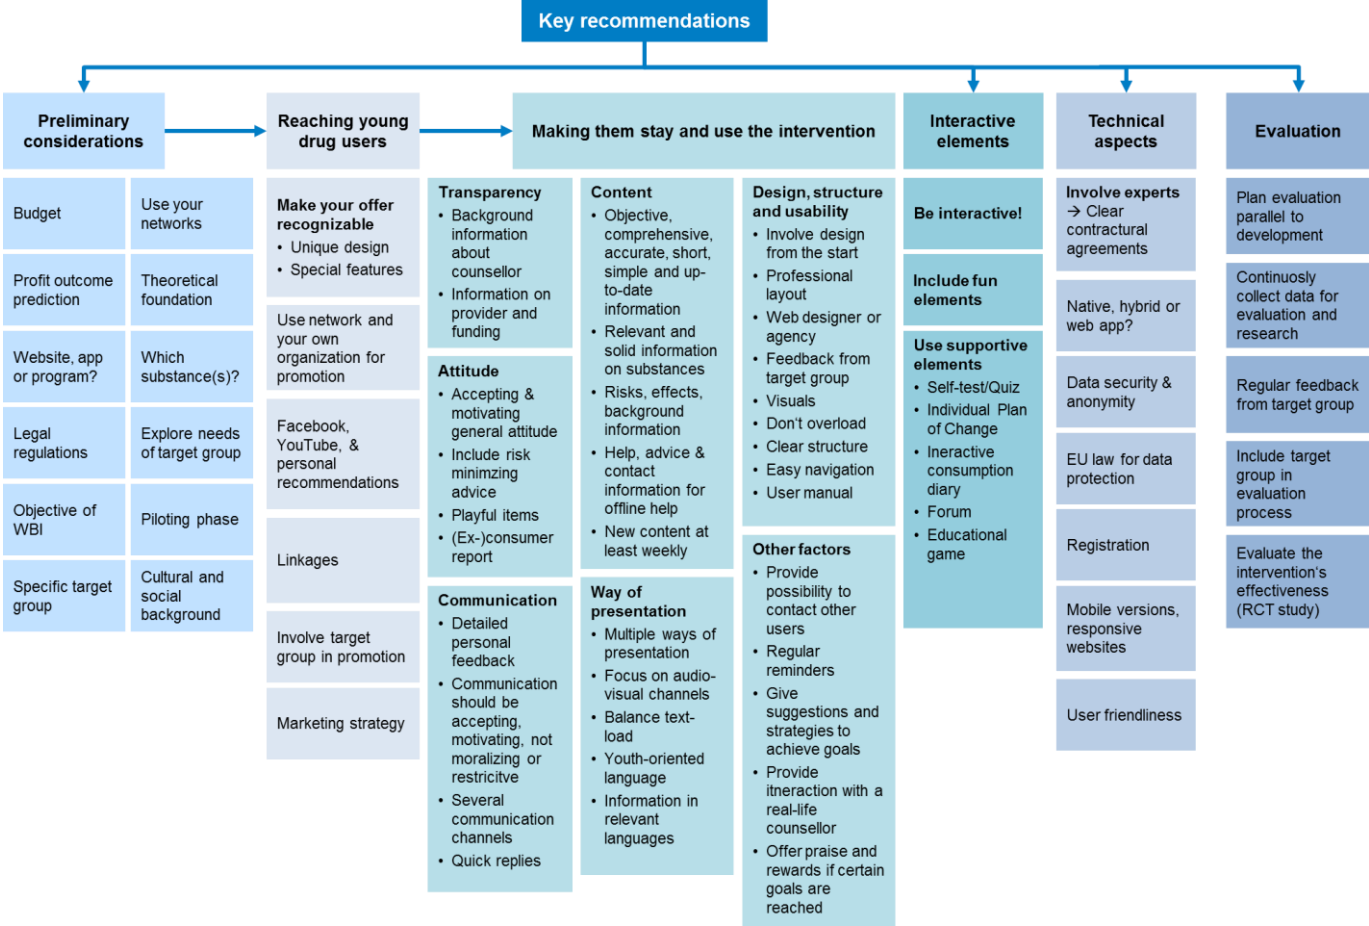 Key recommendations
Preliminary
considerations
Reaching young
drug users
Making them stay and use the intervention
Interactive
elements
Technical
aspects
Evaluation
Budget
Profit outcome
prediction
Website, app
or program?
Legal
regulations
Objective of
WBI
Specific target
group
Use your
networks
Theoretical
foundation
Which
substance(s)?
Explore needs
of target group
Piloting phase
Cultural and
social
background
Make your offer
recognizable
• Unique design
• Special features
Use network and
your own
organization for
promotion
Facebook,
YouTube, &
personal
recommendations
Linkages
Involve target
group in promotion
Marketing strategy
Transparency
• Background
information
about
counsellor
• Information on
provider and
funding
Attitude
• Accepting &
motivating
general attitude
• Include risk
minimzing
advice
• Playful items
• (Ex-)consumer
report
Communication
• Detailed
personal
feedback
• Communication
should be
accepting,
motivating, not
moralizing or
restricitve
• Several
communication
channels
• Quick replies
Content
• Objective,
comprehensive,
accurate, short,
simple and up-
to-date
information
• Relevant and
solid information
on substances
• Risks, effects,
background
information
• Help, advice &
contact
information for
offline help
• New content at
least weekly
Way of
presentation
• Multiple ways of
presentation
• Focus on audio-
visual channels
• Balance text-
load
• Youth-oriented
language
• Information in
relevant
languages
Design, structure
and usability
• Involve design
from the start
• Professional
layout
• Web designer or
agency
• Feedback from
target group
• Visuals
• Don't overload
• Clear structure
• Easy navigation
• User manual
Other factors
• Provide
possibility to
contact other
users
• Regular
reminders
• Give
suggestions and
strategies to
achieve goals
• Provide
itneraction with a
real-life
counsellor
• Offer praise and
rewards if certain
goals are
reached
Be interactive!
Include fun
elements
Use supportive
elements
• Self-test/Quiz
• Individual Plan
of Change
• Ineractive
consumption
diary
• Forum
• Educational
game
Involve experts
→ Clear
contractural
agreements
Native, hybrid or
web app?
Data security &
anonymity
EU law for data
protection
Registration
Mobile versions,
responsive
websites
User friendliness
Plan evaluation
parallel to
development
Continuosly
collect data for
evaluation and
research
Regular feedback
from target group
Include target
group in
evaluation
process
Evaluate the
intervention's
effectiveness
(RCT study)